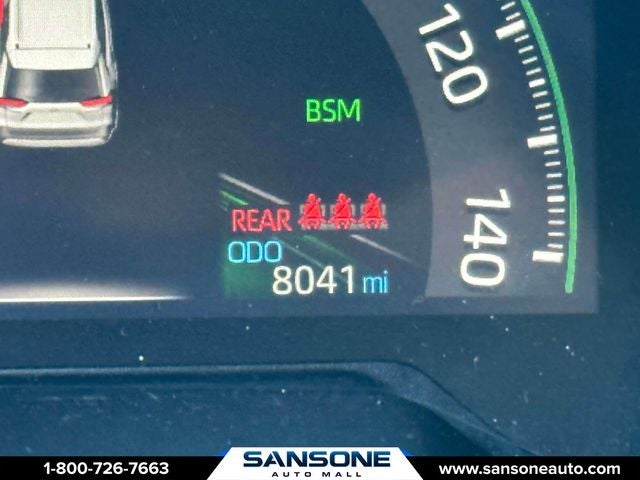 120
BSM
140
REAR
ODO
8041 mi
1-800-726-7663
SANSONE
AUTO MALL
www.sansoneauto.com